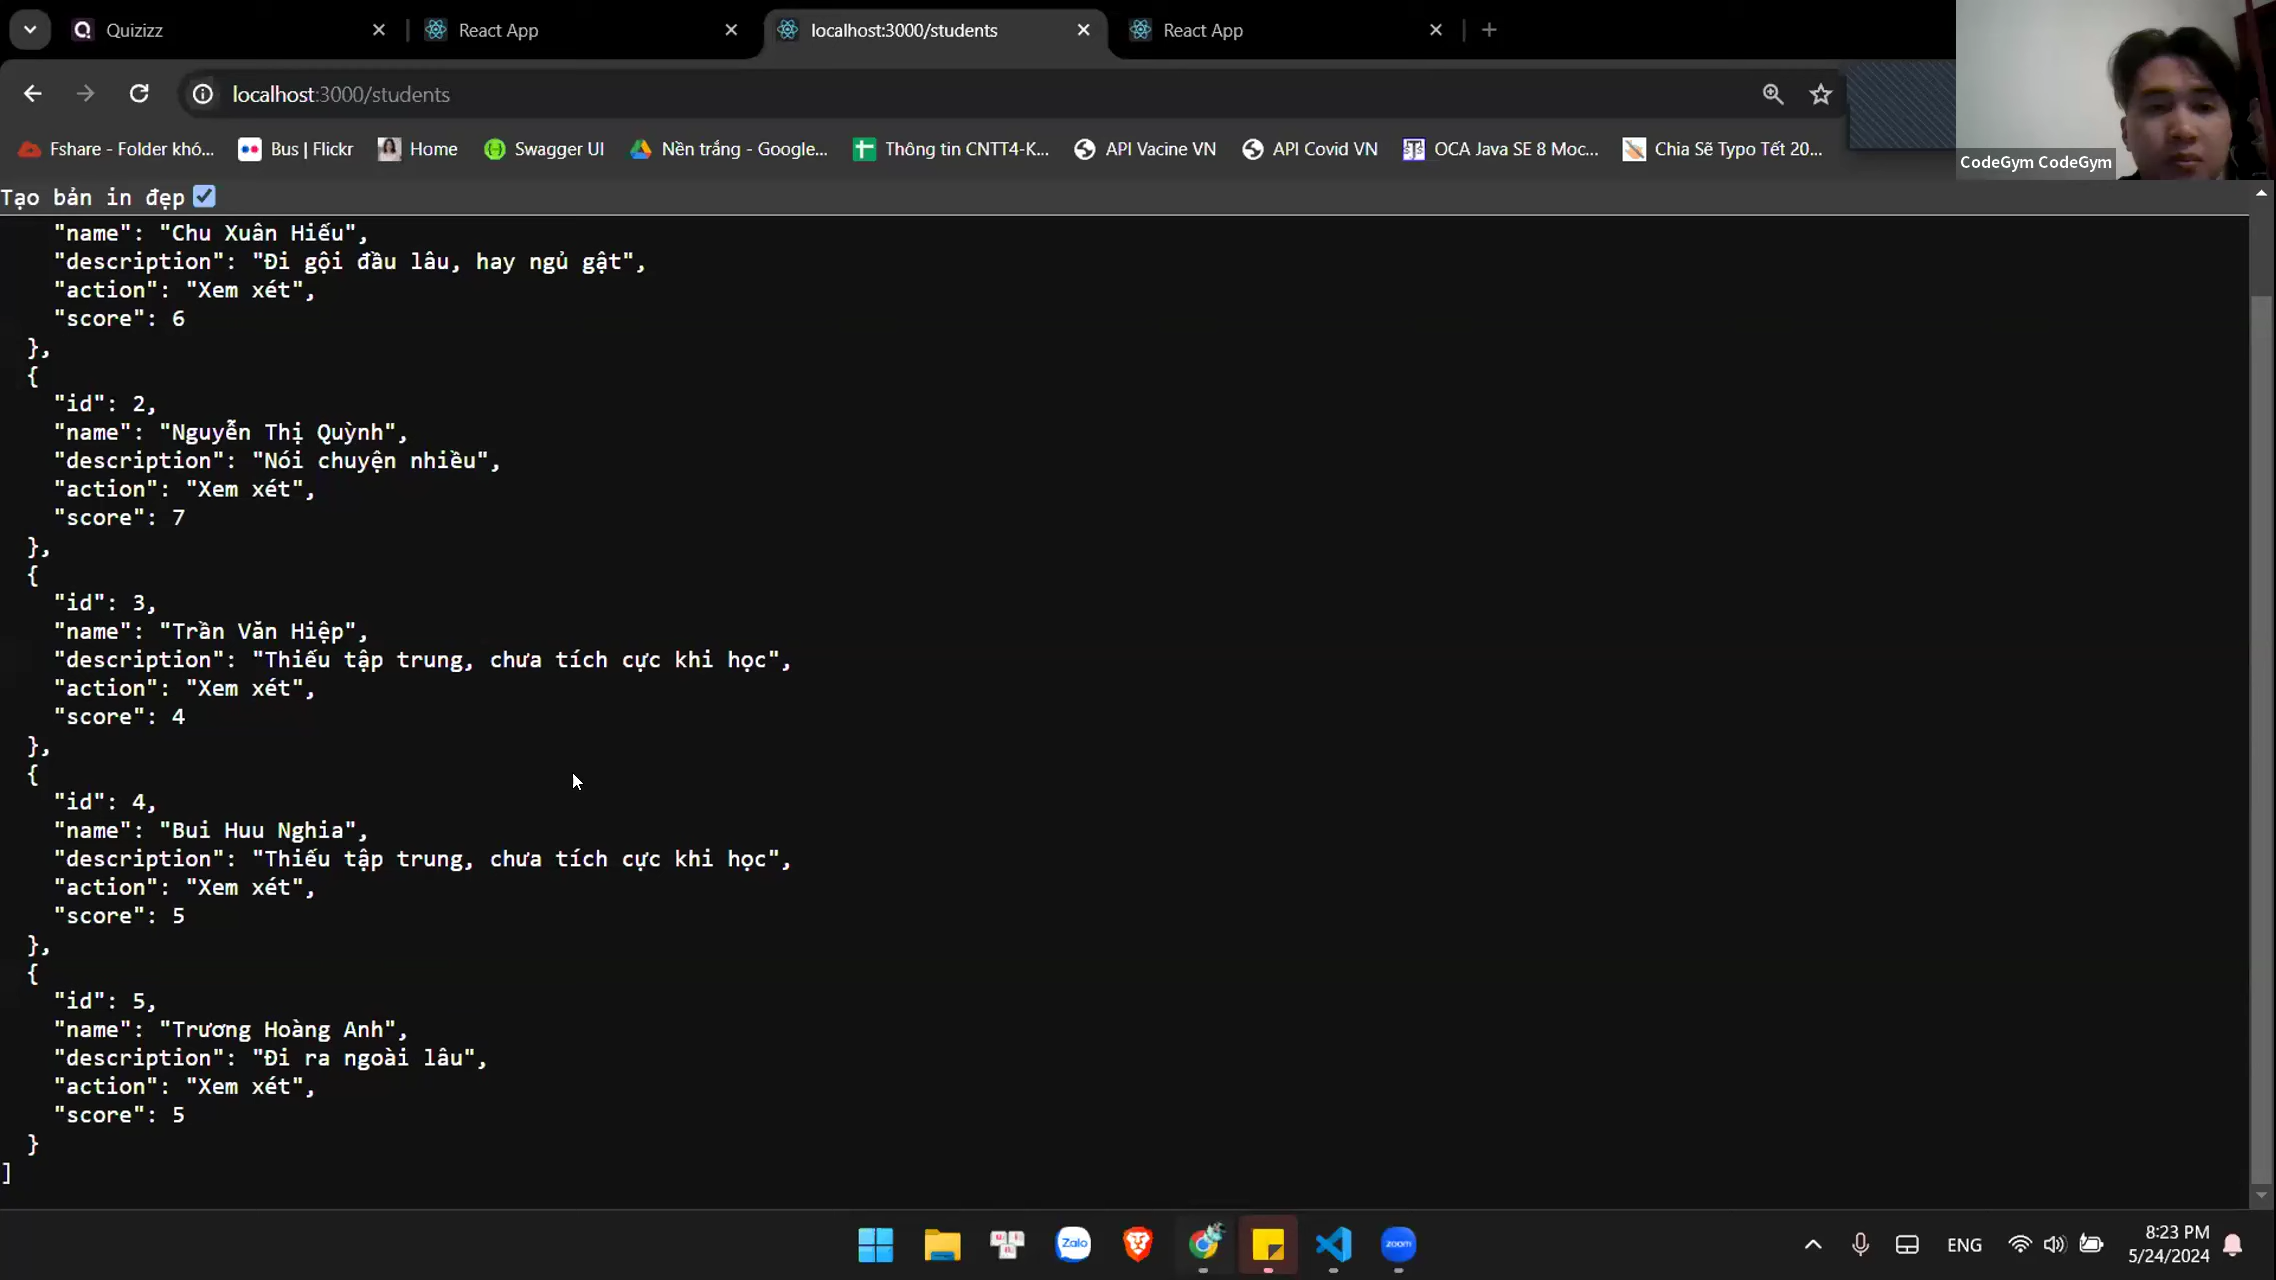 Quizizz
React App
localhost:3000/students
React App
localhost:3000/students
Fshare - Folder khó...
Bus | Flickr
Home
Swagger UI
Nền trắng - Google...
Thông tin CNTT4-K...
API Vacine VN
API Covid VN
OCA Java SE 8 Moc...
Chia Sẽ Typo Tết 20...
CodeGym CodeGym
Tạo bản in đẹp
"name": "Chu Xuân Hiếu",
"description": "Đi gội đầu lâu, hay ngủ gật",
"action": "Xem xét",
"score": 6
},
{
"id": 2,
"name": "Nguyễn Thị Quỳnh",
"description": "Nói chuyện nhiều",
"action": "Xem xét",
"score": 7
},
{
"id": 3,
"name": "Trần Văn Hiệp",
"description": "Thiếu tập trung, chưa tích cực khi học",
"action": "Xem xét",
"score": 4
},
{
"id": 4,
"name": "Bui Huu Nghia",
"description": "Thiếu tập trung, chưa tích cực khi học",
"action": "Xem xét",
"score": 5
},
{
"id": 5,
"name": "Trương Hoàng Anh",
"description": "Đi ra ngoài lâu",
"action": "Xem xét",
"score": 5
}
]
Zalo
zoom
ENG
8:23 PM
5/24/2024